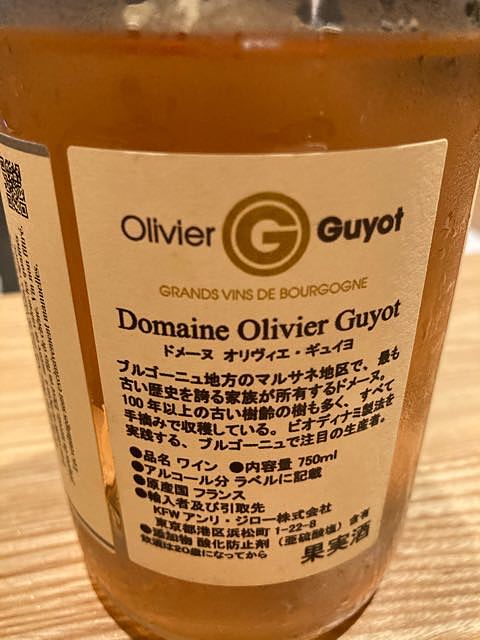 Olivier G Guyot
GRANDS VINS DE BOURGOGNE
Domaine Olivier Guyot
ドメーヌ オリヴィエ・ギュイヨ
ブルゴーニュ地方のマルサネ地区で、最も
古い歴史を誇る家族が所有するドメーヌ。
100年以上の古い樹齢の樹も多く、すべて
手摘みで収穫している。ビオディナミ製法を
実践する、ブルゴーニュで注目の生産者。
●品名 ワイン ●内容量 750ml
●アルコール分 ラベルに記載
●原産国 フランス
●輸入者及び引取先
KFWアンリ・ジロー株式会社
東京都港区浜松町 1-22-8
●添加物 酸化防止剤(亜硫酸塩)含有
飲酒は20歳になってから
果実酒